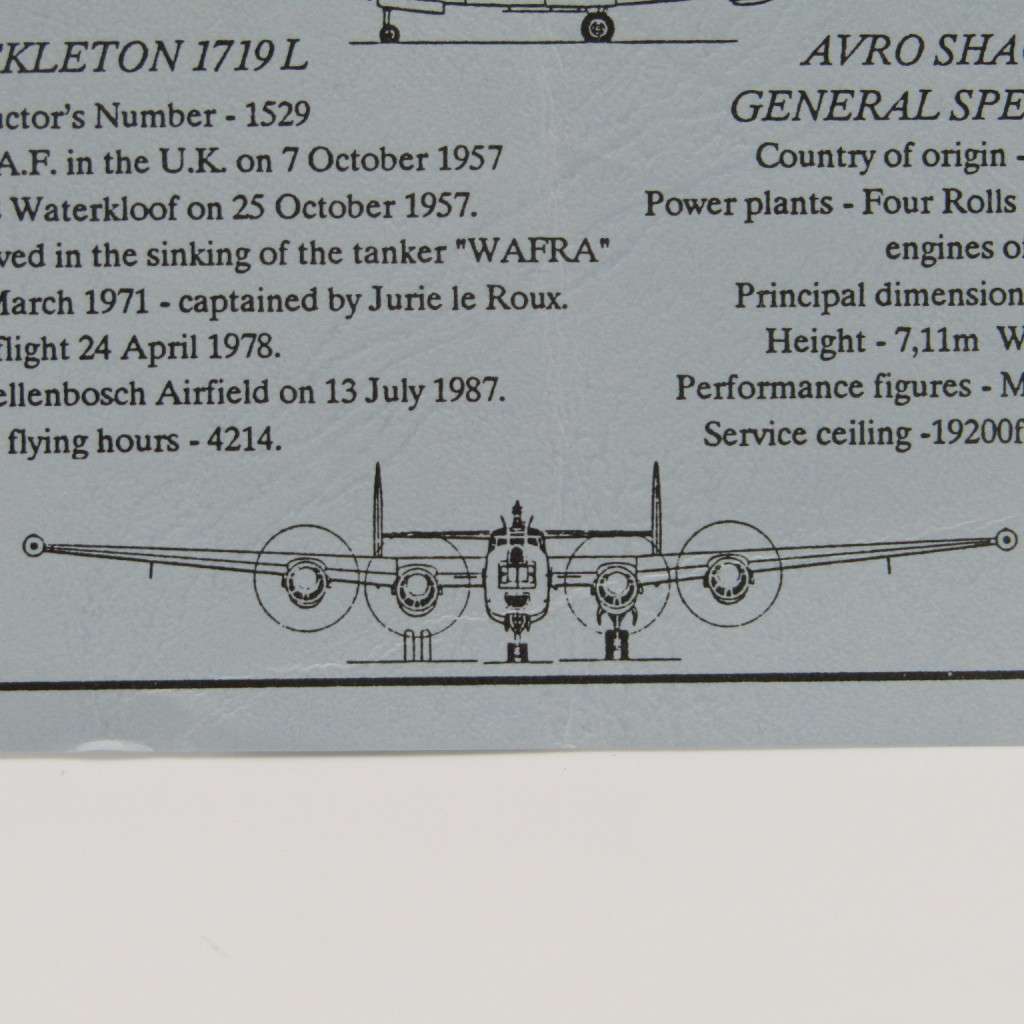 KLETON 1719 L
actor's Number - 1529
A.F. in the U.K. on 7 October 1957
Waterkloof on 25 October 1957.
ved in the sinking of the tanker "WAFRA"
March 1971 - captained by Jurie le Roux.
flight 24 April 1978.
ellenbosch Airfield on 13 July 1987.
flying hours - 4214.
AVRO SHA
GENERAL SPE
Country of origin -
Power plants - Four Rolls
engines o
Principal dimension
Height - 7,11m W
Performance figures - M
Service ceiling -19200f